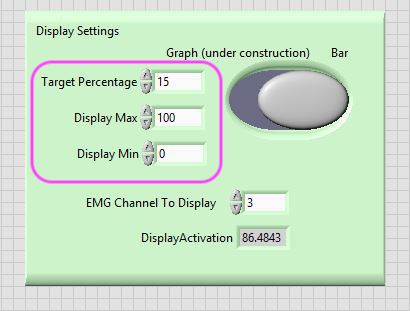 Display Settings
Graph (under construction) Bar
Target Percentage 15
Display Max 100
Display Min 0
EMG Channel To Display 3
DisplayActivation 86.4843